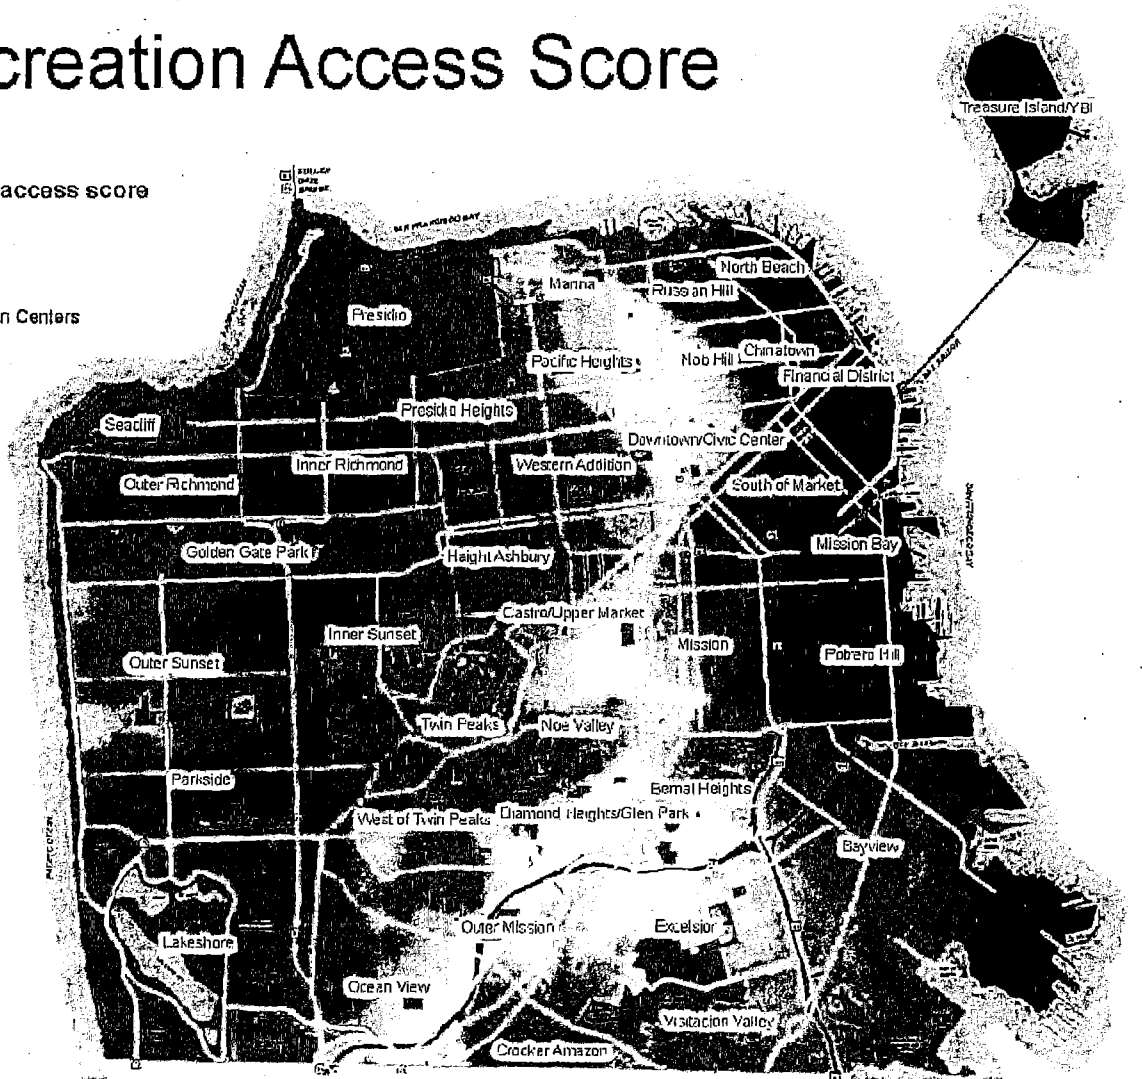 creation Access Score
Treasure Island/YBI
access score
SAN FRANCISCO BAY
North Beach
Marina
Russian Hill
n Centers
Presidio
Chinatown
Pacific Heights
Nob Hill
Financial District
Presidio Heights
Seacliff
Downtown/Civic Center
Inner Richmond
Western Addition
Outer Richmond
South of Market
Golden Gate Park
Haight Ashbury
Mission Bay
Castro/Upper Market
Inner Sunset
Mission
Potrero Hill
Outer Sunset
Twin Peaks
Noe Valley
Parkside
Bernal Heights
West of Twin Peaks
Diamond Heights/Glen Park
Bayview
Outer Mission
Excelsior
Lakeshore
Ocean View
Visitacion Valley
Crocker Amazon